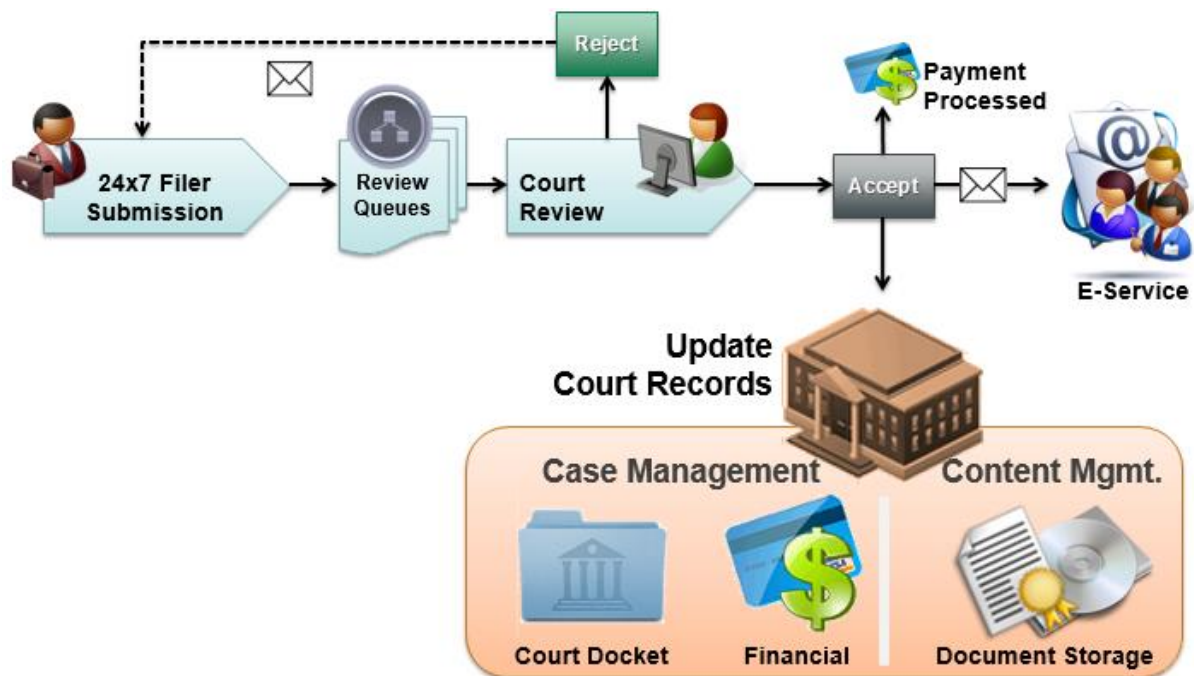 Reject
Payment
Processed
24x7 Filer
Submission
Review
Queues
Court
Review
Accept
@
E-Service
Update
Court Records
Case Management
Content Mgmt.
$
Court Docket
Financial
Document Storage